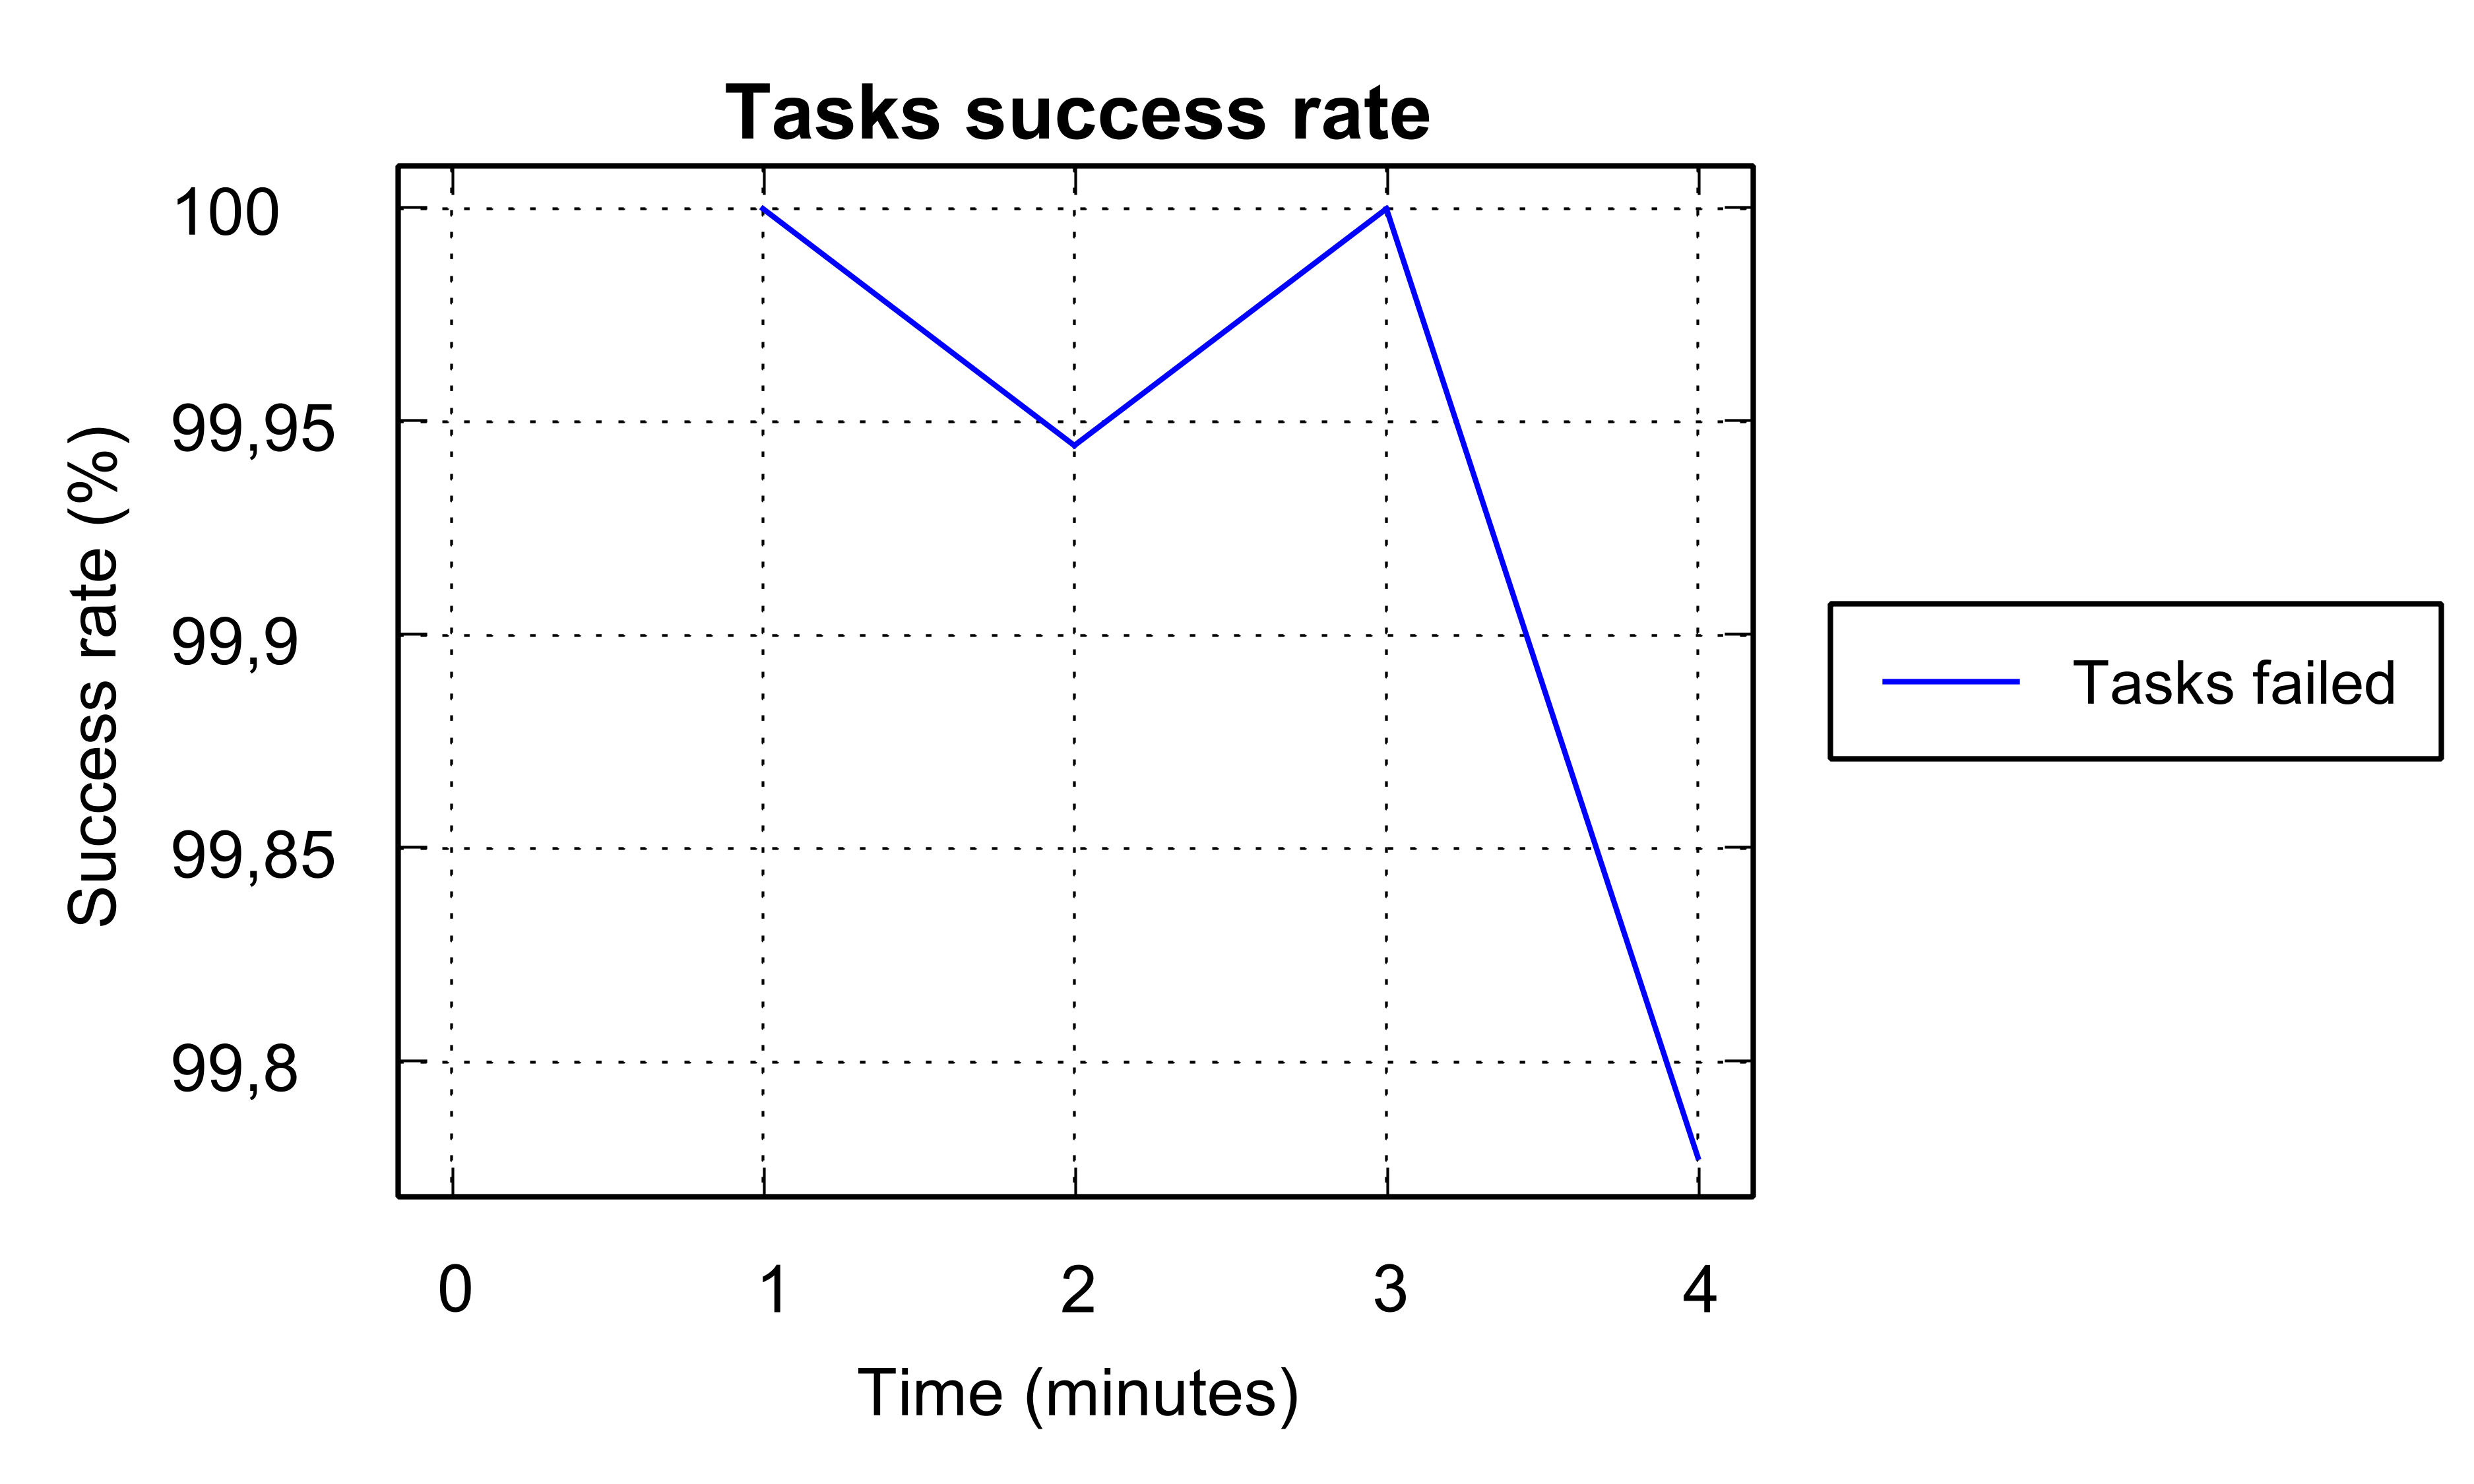 Tasks success rate
100
99,95
99,9
99,85
99,8
Success rate (%)
Tasks failed
0 1 2 3 4
Time (minutes)